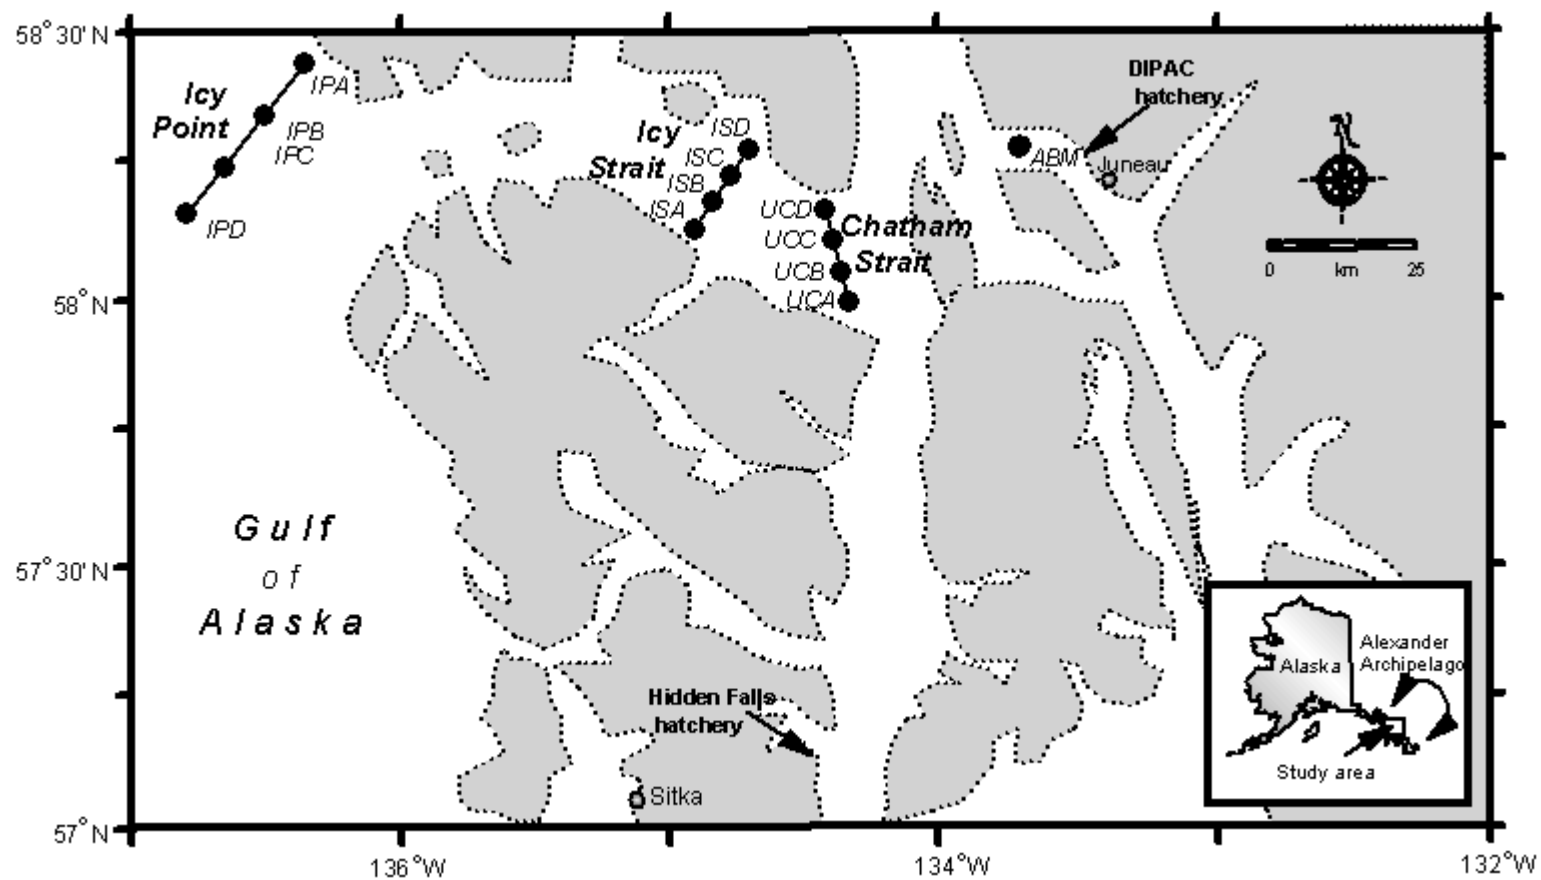 58°30' N
Icy
Point
IPA
IPB
IPC
IPD
Icy
Strait
ISD
ISC
ISB
ISA
UCD
UCC
UCB
UCA
Chatham
Strait
DIPAC
hatchery
ABM
Juneau
N
0 km 25
58°N
Gulf
of
Alaska
57°30' N
Hidden Falls
hatchery
Sitka
Alaska
Alexander
Archipelago
Study area
57°N
136°W
134°W
132°W